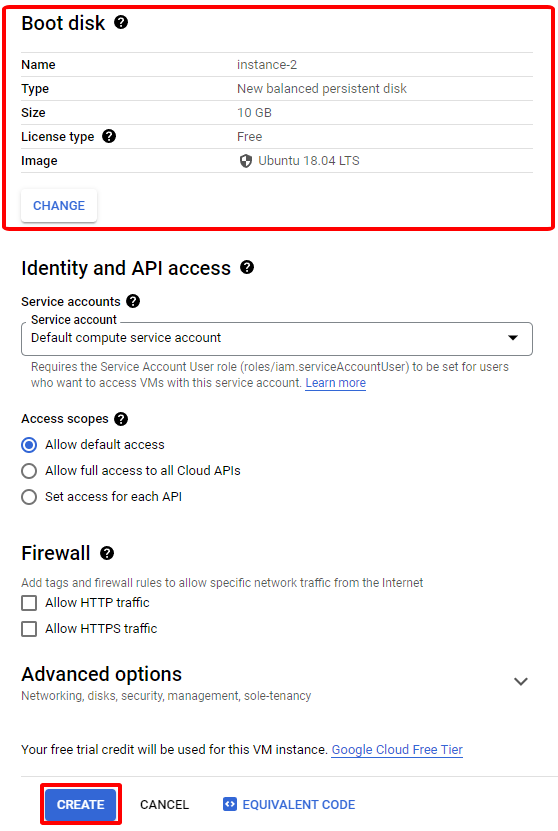 Boot disk
Name instance-2
Type New balanced persistent disk
Size 10 GB
License type Free
Image Ubuntu 18.04 LTS
CHANGE
Identity and API access
Service accounts
Service account
Default compute service account
Requires the Service Account User role (roles/iam.serviceAccountUser) to be set for users
who want to access VMs with this service account. Learn more
Access scopes
Allow default access
Allow full access to all Cloud APIs
Set access for each API
Firewall
Add tags and firewall rules to allow specific network traffic from the Internet
Allow HTTP traffic
Allow HTTPS traffic
Advanced options
Networking, disks, security, management, sole-tenancy
Your free trial credit will be used for this VM instance. Google Cloud Free Tier
CREATE CANCEL EQUIVALENT CODE